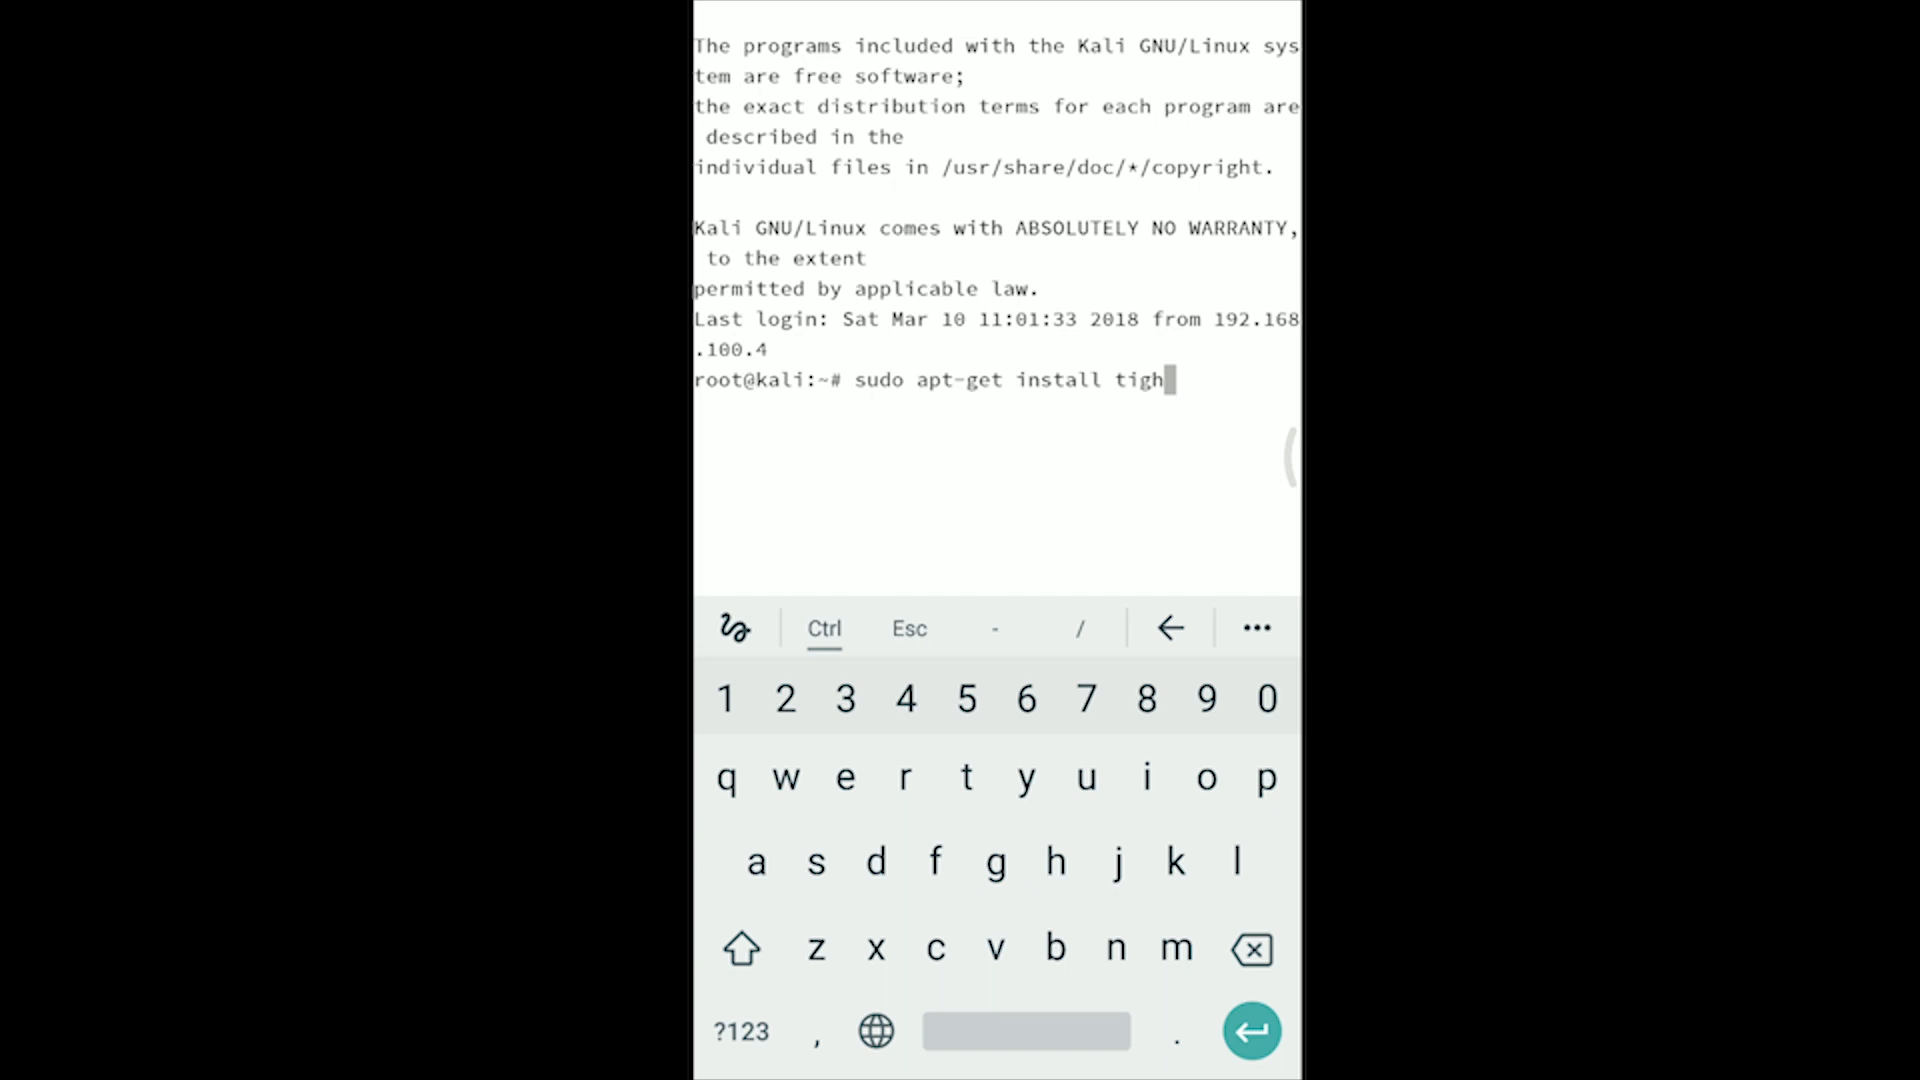 The programs included with the Kali GNU/Linux sys
tem are free software;
the exact distribution terms for each program are
described in the
individual files in /usr/share/doc/*/copyright.
Kali GNU/Linux comes with ABSOLUTELY NO WARRANTY,
to the extent
permitted by applicable law.
Last login: Sat Mar 10 11:01:33 2018 from 192.168
.100.4
root@kali:~# sudo apt-get install tigh
Ctrl Esc - /
1 2 3 4 5 6 7 8 9 0
q w e r t y u i o p
a s d f g h j k l
z x c v b n m
?123 , .